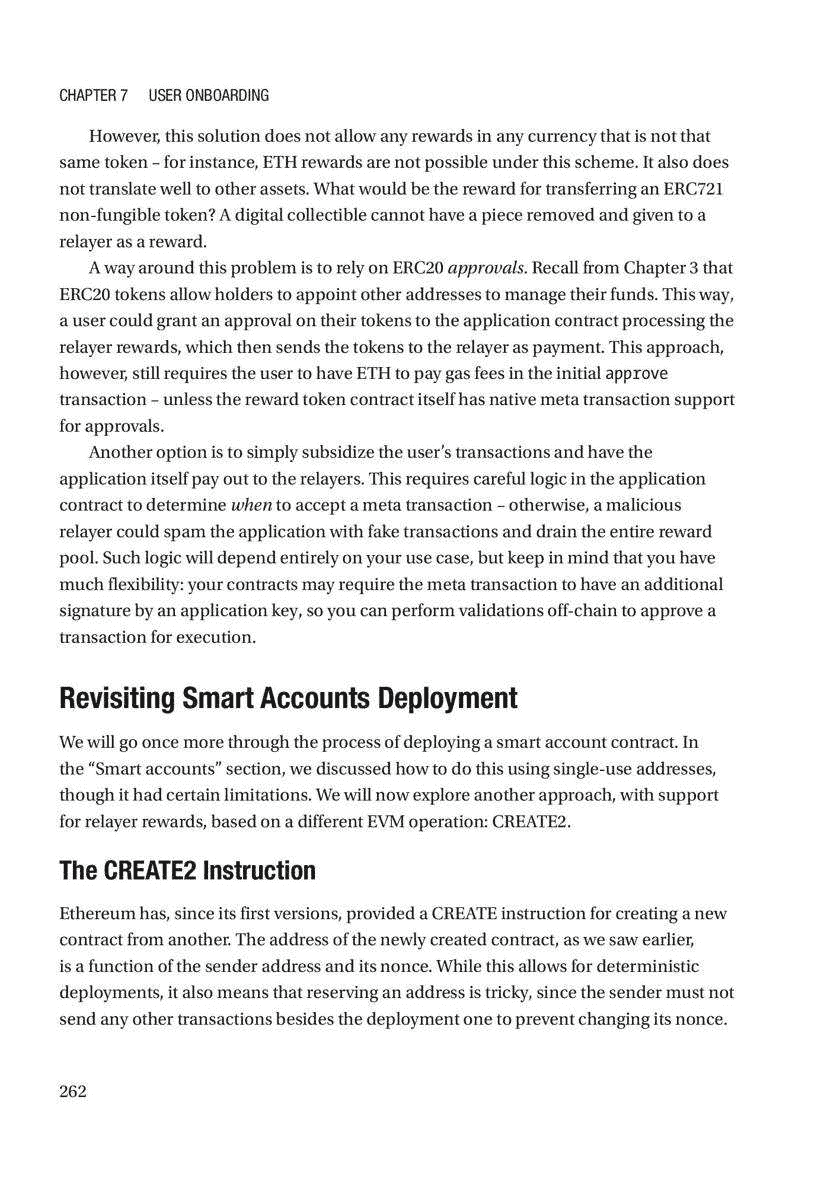 CHAPTER 7 USER ONBOARDING
However, this solution does not allow any rewards in any currency that is not that
same token – for instance, ETH rewards are not possible under this scheme. It also does
not translate well to other assets. What would be the reward for transferring an ERC721
non-fungible token? A digital collectible cannot have a piece removed and given to a
relayer as a reward.
A way around this problem is to rely on ERC20 approvals. Recall from Chapter 3 that
ERC20 tokens allow holders to appoint other addresses to manage their funds. This way,
a user could grant an approval on their tokens to the application contract processing the
relayer rewards, which then sends the tokens to the relayer as payment. This approach,
however, still requires the user to have ETH to pay gas fees in the initial approve
transaction – unless the reward token contract itself has native meta transaction support
for approvals.
Another option is to simply subsidize the user’s transactions and have the
application itself pay out to the relayers. This requires careful logic in the application
contract to determine when to accept a meta transaction – otherwise, a malicious
relayer could spam the application with fake transactions and drain the entire reward
pool. Such logic will depend entirely on your use case, but keep in mind that you have
much flexibility: your contracts may require the meta transaction to have an additional
signature by an application key, so you can perform validations off-chain to approve a
transaction for execution.
Revisiting Smart Accounts Deployment
We will go once more through the process of deploying a smart account contract. In
the “Smart accounts” section, we discussed how to do this using single-use addresses,
though it had certain limitations. We will now explore another approach, with support
for relayer rewards, based on a different EVM operation: CREATE2.
The CREATE2 Instruction
Ethereum has, since its first versions, provided a CREATE instruction for creating a new
contract from another. The address of the newly created contract, as we saw earlier,
is a function of the sender address and its nonce. While this allows for deterministic
deployments, it also means that reserving an address is tricky, since the sender must not
send any other transactions besides the deployment one to prevent changing its nonce.
262